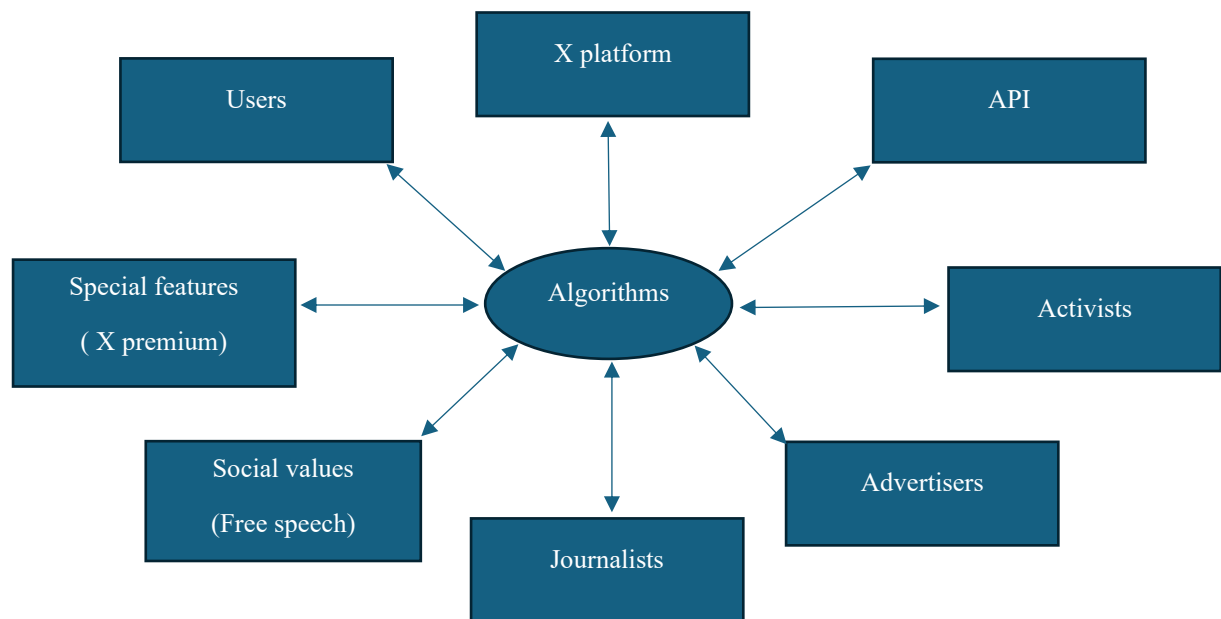 X platform
Users
API
Special features
( X premium)
Algorithms
Activists
Social values
(Free speech)
Advertisers
Journalists